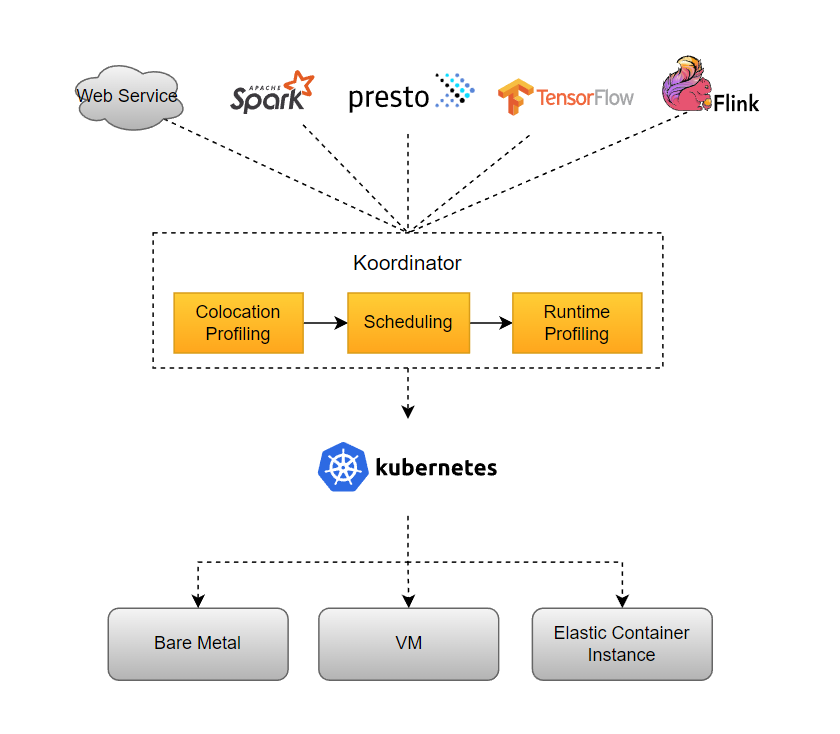 Web Service
APACHE
Spark
presto
TensorFlow
Flink
Koordinator
Colocation
Profiling
Scheduling
Runtime
Profiling
kubernetes
Bare Metal
VM
Elastic Container
Instance